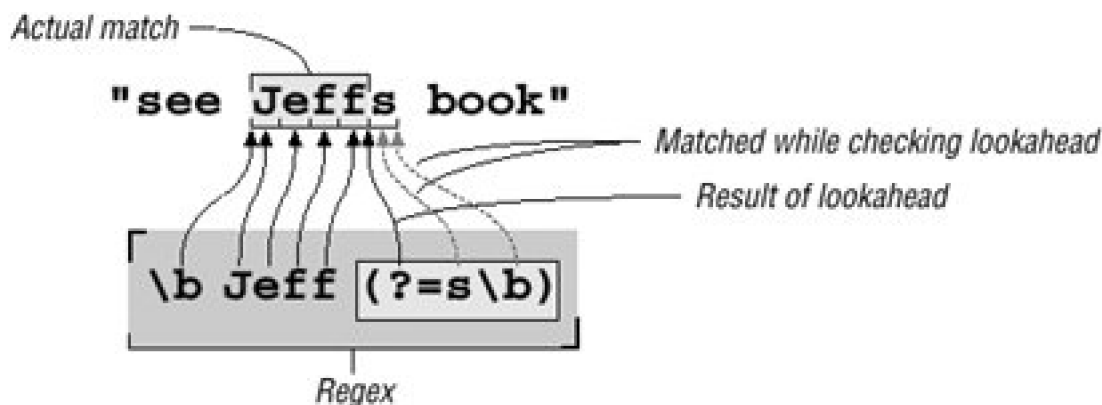 Actual match
"see Jeffs book"
Matched while checking lookahead
Result of lookahead
\b Jeff (?=s\b)
Regex